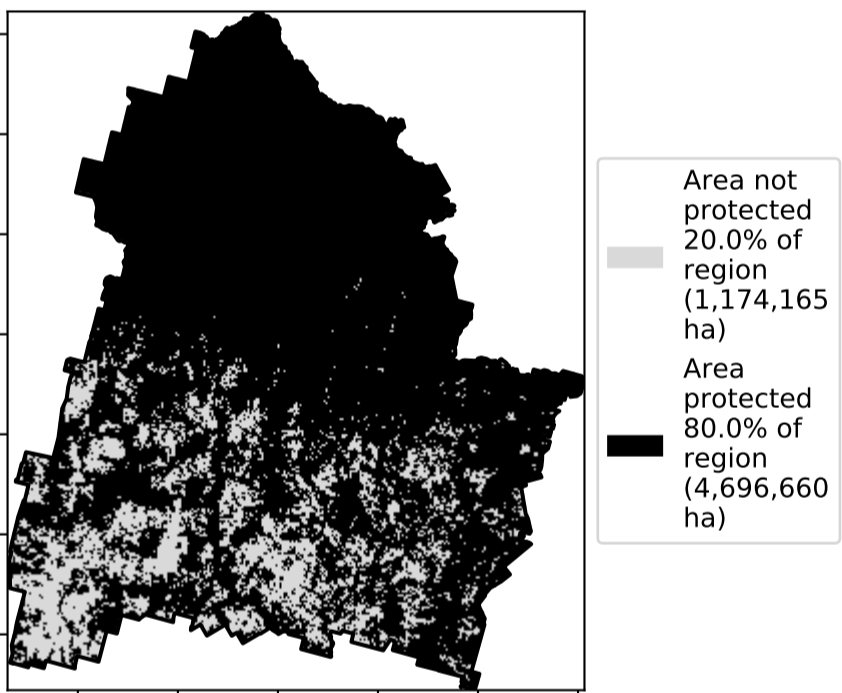 Area not
protected
20.0% of
region
(1,174,165
ha)
Area
protected
80.0% of
region
(4,696,660
ha)